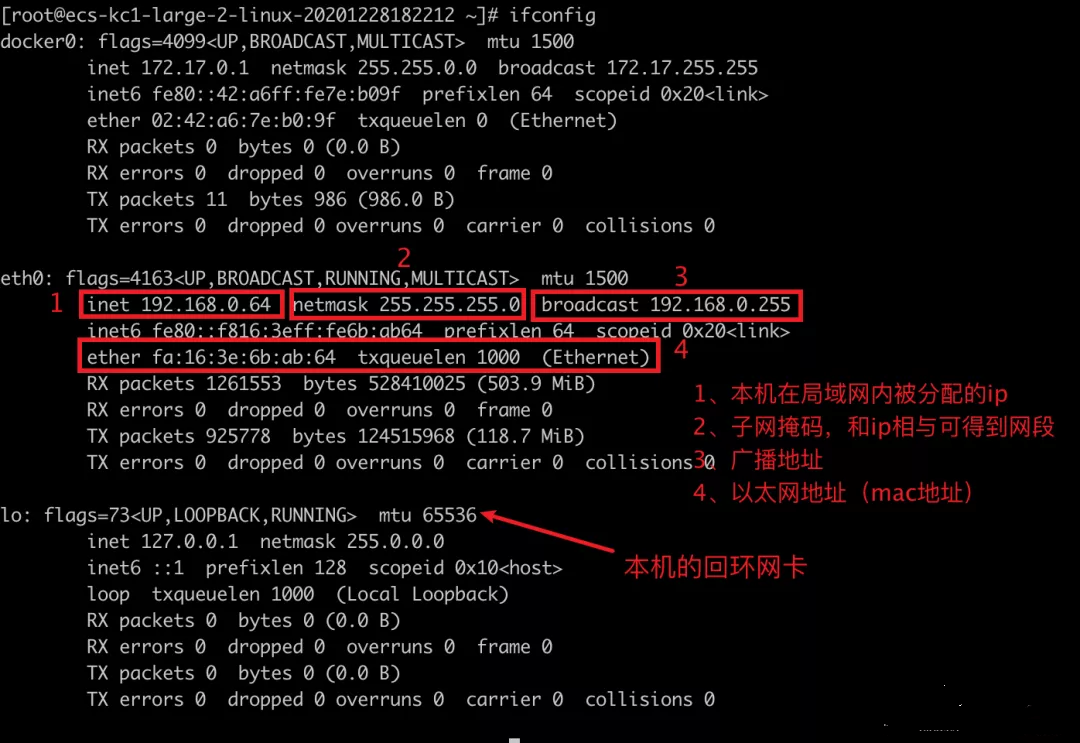 [root@ecs-kc1-large-2-linux-20201228182212 ~]# ifconfig
docker0: flags=4099<UP,BROADCAST,MULTICAST>  mtu 1500
inet 172.17.0.1  netmask 255.255.0.0  broadcast 172.17.255.255
inet6 fe80::42:a6ff:fe7e:b09f  prefixlen 64  scopeid 0x20<link>
ether 02:42:a6:7e:b0:9f  txqueuelen 0  (Ethernet)
RX packets 0  bytes 0 (0.0 B)
RX errors 0  dropped 0  overruns 0  frame 0
TX packets 11  bytes 986 (986.0 B)
TX errors 0  dropped 0 overruns 0  carrier 0  collisions 0
2
eth0: flags=4163<UP,BROADCAST,RUNNING,MULTICAST>  mtu 1500
3
1
inet 192.168.0.64  netmask 255.255.255.0  broadcast 192.168.0.255
inet6 fe80::f816:3eff:fe6b:ab64  prefixlen 64  scopeid 0x20<link>
ether fa:16:3e:6b:ab:64  txqueuelen 1000  (Ethernet)
4
RX packets 1261553  bytes 528410025 (503.9 MiB)
RX errors 0  dropped 0  overruns 0  frame 0
TX packets 925778  bytes 124515968 (118.7 MiB)
TX errors 0  dropped 0 overruns 0  carrier 0  collisions 0
1、本机在局域网内被分配的ip
2、子网掩码，和ip相与可得到网段
3、广播地址
4、以太网地址（mac地址）
lo: flags=73<UP,LOOPBACK,RUNNING>  mtu 65536
inet 127.0.0.1  netmask 255.0.0.0
inet6 ::1  prefixlen 128  scopeid 0x10<host>
loop  txqueuelen 1000  (Local Loopback)
RX packets 0  bytes 0 (0.0 B)
RX errors 0  dropped 0  overruns 0  frame 0
TX packets 0  bytes 0 (0.0 B)
TX errors 0  dropped 0 overruns 0  carrier 0  collisions 0
本机的回环网卡